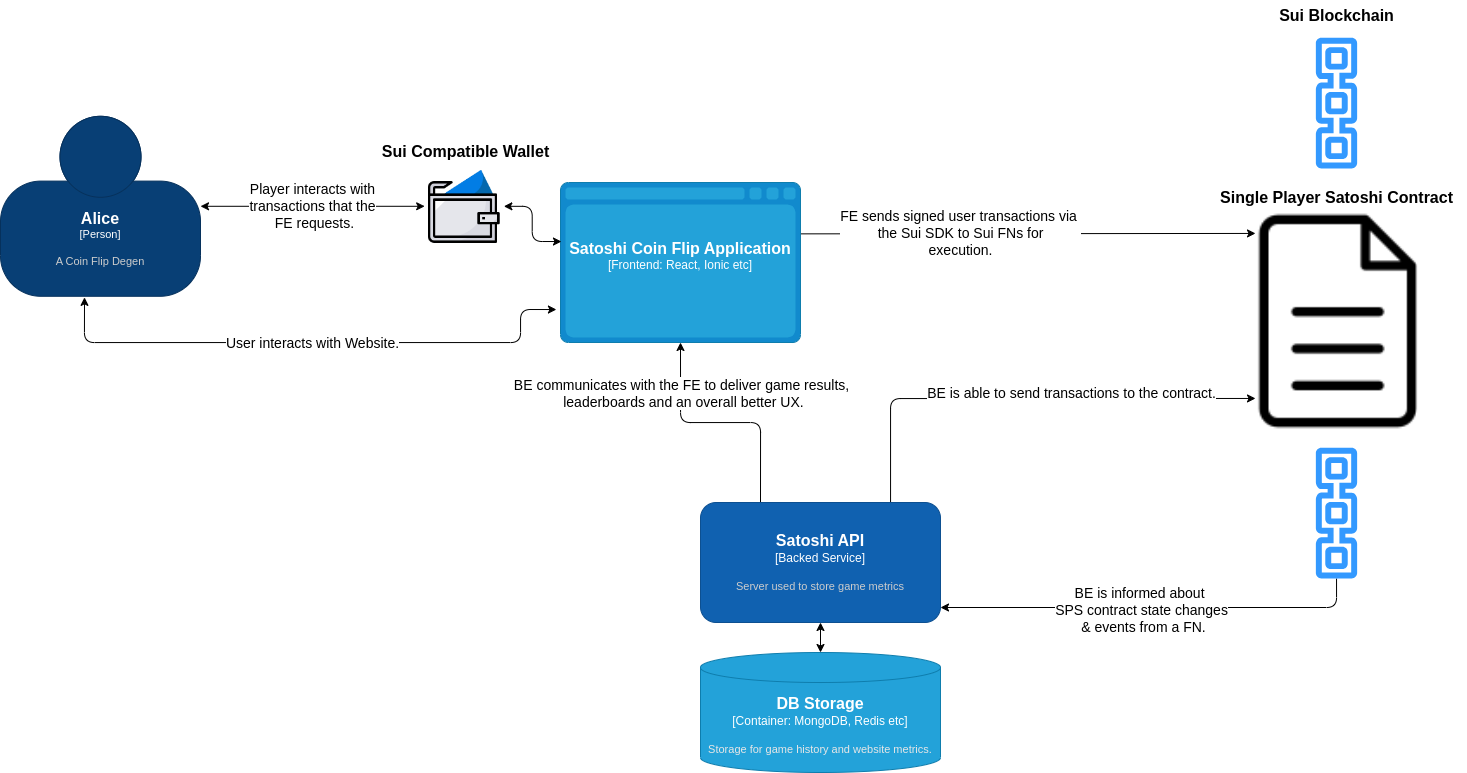 Sui Blockchain
Sui Compatible Wallet
Player interacts with
transactions that the
FE requests.
Alice
[Person]
A Coin Flip Degen
Single Player Satoshi Contract
FE sends signed user transactions via
the Sui SDK to Sui FNs for
execution.
Satoshi Coin Flip Application
[Frontend: React, Ionic etc]
User interacts with Website.
BE communicates with the FE to deliver game results,
leaderboards and an overall better UX.
BE is able to send transactions to the contract.
Satoshi API
[Backed Service]
Server used to store game metrics
BE is informed about
SPS contract state changes
& events from a FN.
DB Storage
[Container: MongoDB, Redis etc]
Storage for game history and website metrics.